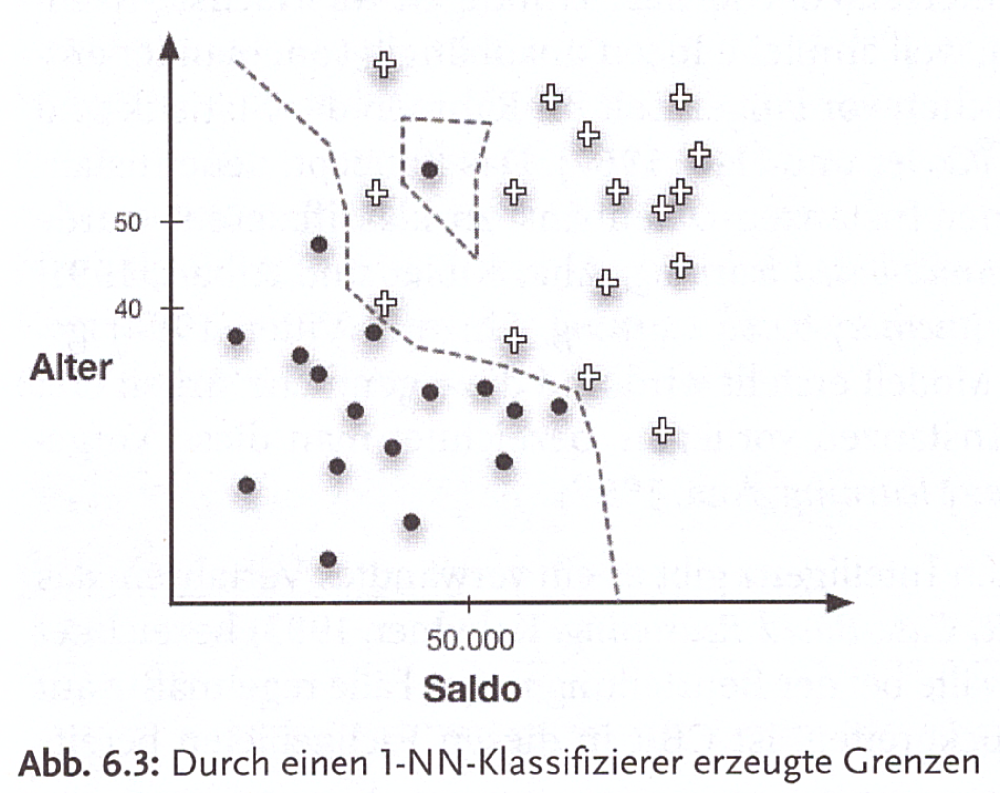 50
40
Alter
50.000
Saldo
Abb. 6.3: Durch einen 1-NN-Klassifizierer erzeugte Grenzen